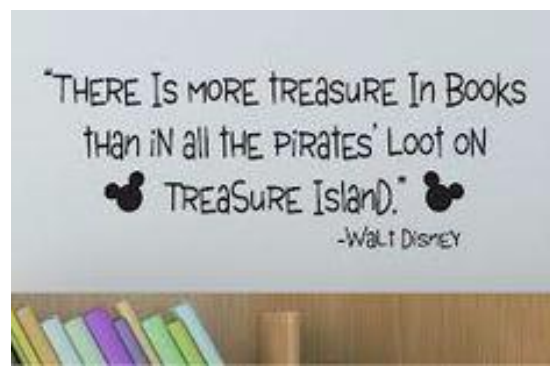 "THERE Is MORE tREasuRE In Books
tHan iN all tHE PiRatEs' Loot oN
TREaSuRE IslanD."
-WaLt DisnEY